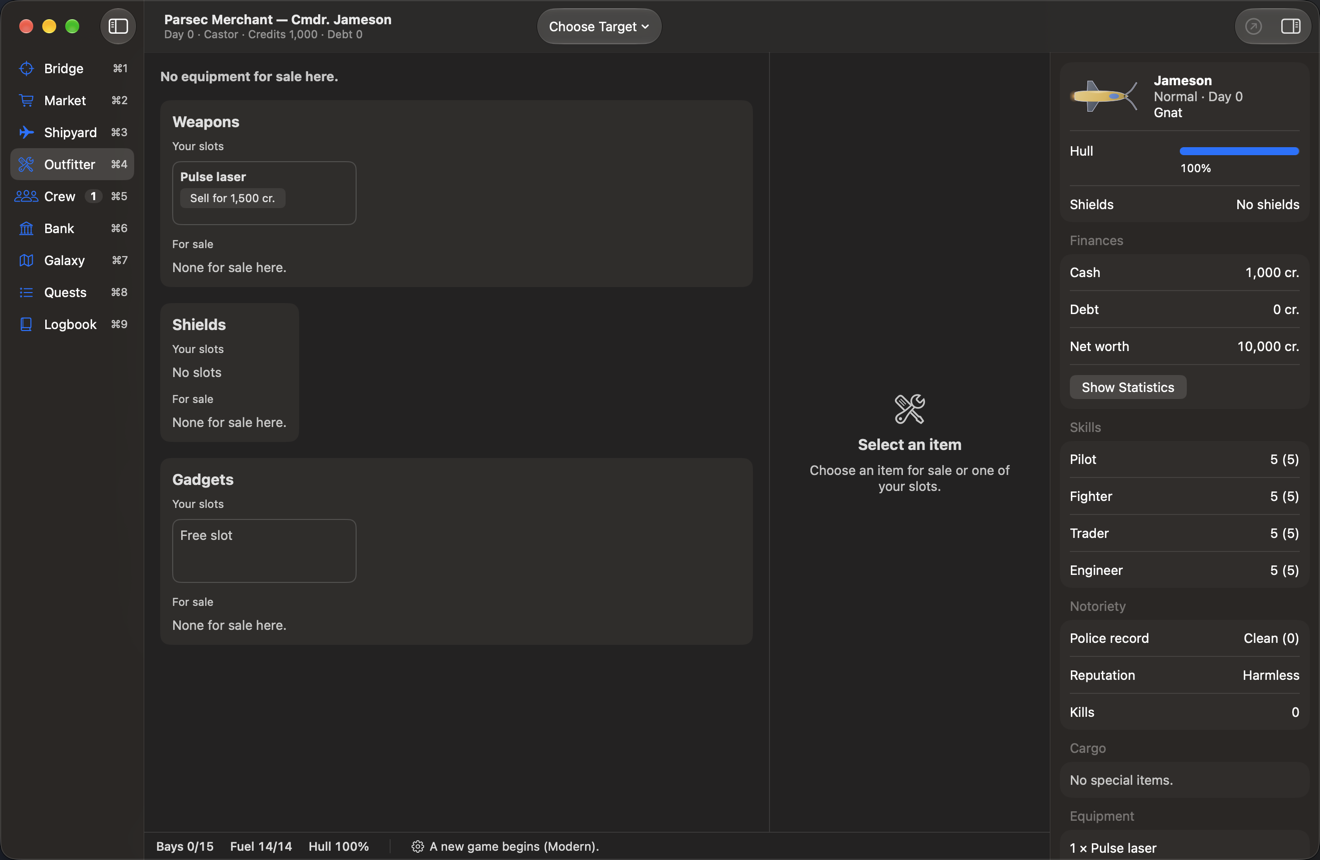 Parsec Merchant — Cmdr. Jameson
Day 0 · Castor · Credits 1,000 · Debt 0
Choose Target
Bridge ⌘1
Market ⌘2
Shipyard ⌘3
Outfitter ⌘4
Crew 1 ⌘5
Bank ⌘6
Galaxy ⌘7
Quests ⌘8
Logbook ⌘9
No equipment for sale here.
Weapons
Your slots
Pulse laser
Sell for 1,500 cr.
For sale
None for sale here.
Shields
Your slots
No slots
For sale
None for sale here.
Gadgets
Your slots
Free slot
For sale
None for sale here.
Select an item
Choose an item for sale or one of
your slots.
Jameson
Normal · Day 0
Gnat
Hull
100%
Shields No shields
Finances
Cash 1,000 cr.
Debt 0 cr.
Net worth 10,000 cr.
Show Statistics
Skills
Pilot 5 (5)
Fighter 5 (5)
Trader 5 (5)
Engineer 5 (5)
Notoriety
Police record Clean (0)
Reputation Harmless
Kills 0
Cargo
No special items.
Equipment
1 × Pulse laser
Bays 0/15 Fuel 14/14 Hull 100% A new game begins (Modern).